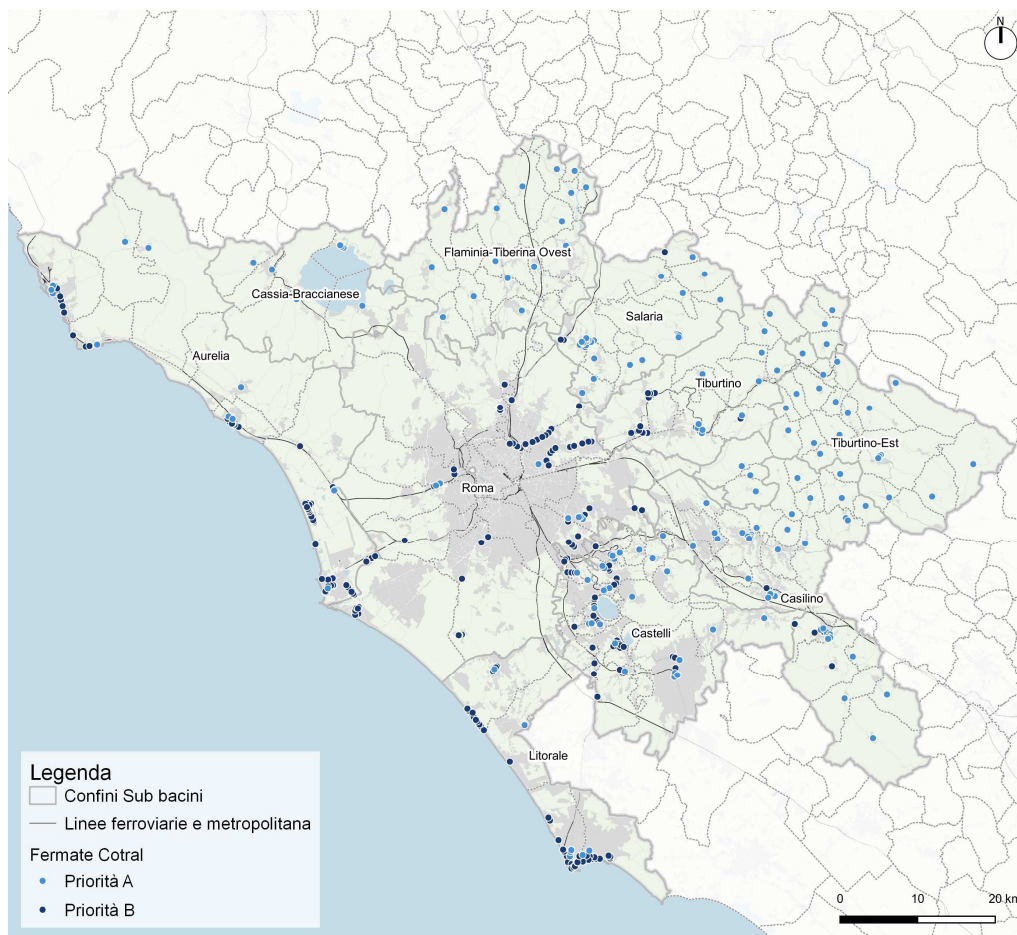 N
Flaminia-Tiberina Ovest
Cassia-Braccianese
Salaria
Aurelia
Tiburtino
Tiburtino-Est
Roma
Casilino
Castelli
Litorale
Legenda
Confini Sub bacini
Linee ferroviarie e metropolitana
Fermate Cotral
Priorità A
Priorità B
0 10 20 km